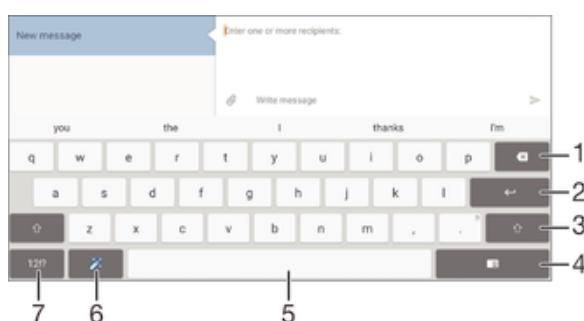 New message
Enter one or more recipients:
Write message
you the I thanks I'm
q w e r t y u i o p 1
a s d f g h j k l 2
z x c v b n m , . 3
12!? 4
7 6 5